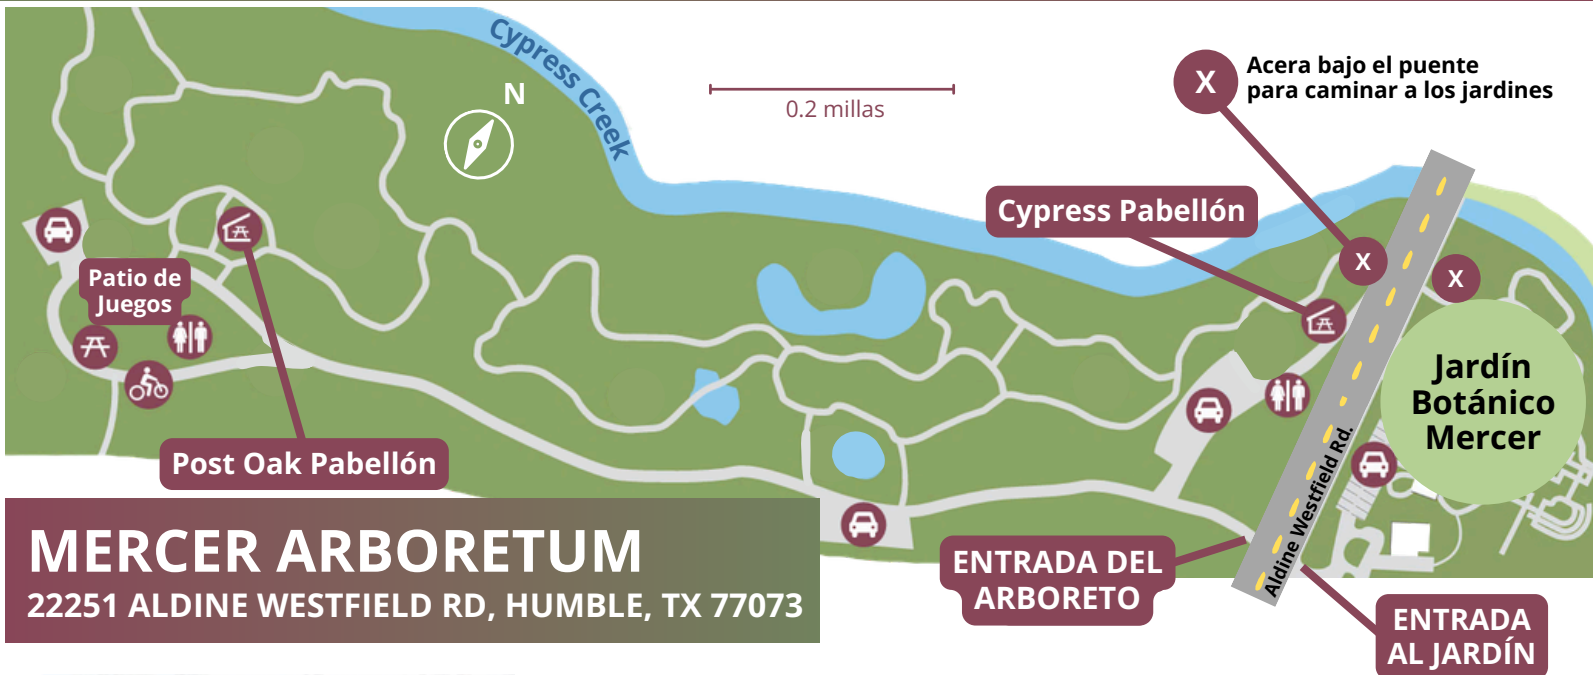 Cypress Creek
N
0.2 millas
X
Acera bajo el puente
para caminar a los jardines
Cypress Pabellón
X
X
Patio de
Juegos
Jardín
Botánico
Mercer
Post Oak Pabellón
Aldine Westfield Rd.
MERCER ARBORETUM
22251 ALDINE WESTFIELD RD, HUMBLE, TX 77073
ENTRADA DEL
ARBORETO
ENTRADA
AL JARDÍN